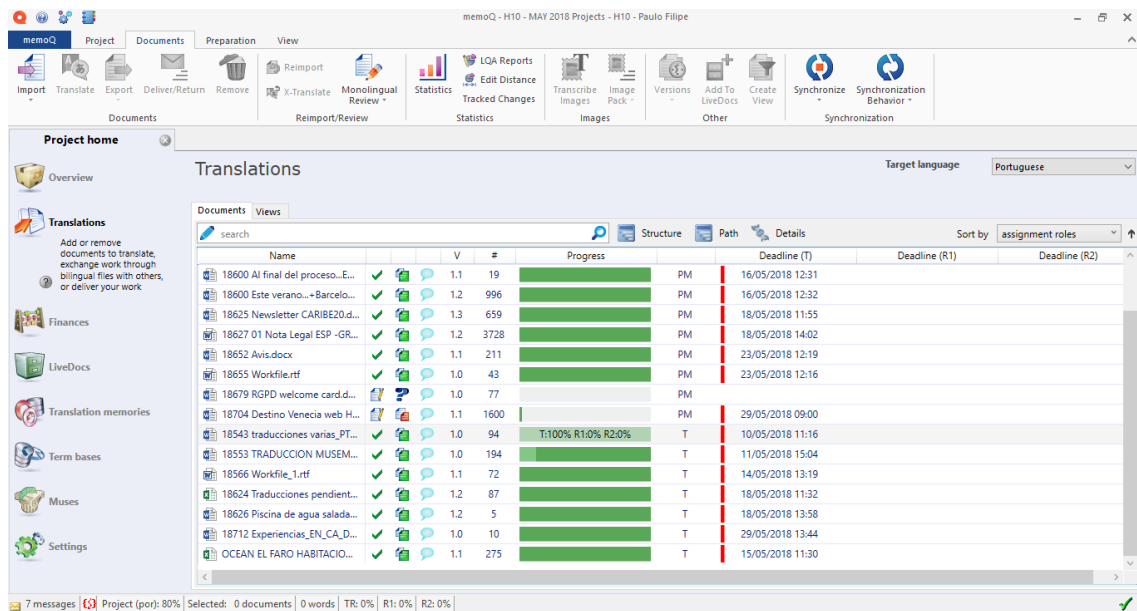 memoQ - H10 - MAY 2018 Projects - H10 - Paulo Filipe
memoQ Project Documents Preparation View
Import Translate Export Deliver/Return Remove
Documents
Reimport
X-Translate
Monolingual Review
Reimport/Review
Statistics
LQA Reports
Edit Distance
Tracked Changes
Statistics
Transcribe Images
Image Pack
Images
Versions
Add To LiveDocs
Create View
Other
Synchronize
Synchronization Behavior
Synchronization
Project home
Overview
Translations
Add or remove
documents to translate,
exchange work through
bilingual files with others,
or deliver your work
Finances
LiveDocs
Translation memories
Term bases
Muses
Settings
Translations
Target language Portuguese
Documents Views
search Structure Path Details Sort by assignment roles
Name V # Progress Deadline (T) Deadline (R1) Deadline (R2)
18600 Al final del proceso...E... 1.1 19 PM 16/05/2018 12:31
18600 Este verano...+Barcelo... 1.2 996 PM 16/05/2018 12:32
18625 Newsletter CARIBE20.d... 1.3 659 PM 18/05/2018 11:55
18627 01 Nota Legal ESP -GR... 1.2 3728 PM 18/05/2018 14:02
18652 Avis.docx 1.1 211 PM 23/05/2018 12:19
18655 Workfile.rtf 1.0 43 PM 23/05/2018 12:16
18679 RGPD welcome card.d... 1.0 77 PM
18704 Destino Venecia web H... 1.1 1600 PM 29/05/2018 09:00
18543 traducciones varias_PT... 1.0 94 T:100% R1:0% R2:0% T 10/05/2018 11:16
18553 TRADUCCION MUSEM... 1.0 194 T 11/05/2018 15:04
18566 Workfile_1.rtf 1.1 72 T 14/05/2018 13:19
18624 Traducciones pendient... 1.2 87 T 18/05/2018 11:32
18626 Piscina de agua salada... 1.2 5 T 18/05/2018 13:58
18712 Experiencias_EN_CA_D... 1.0 10 T 29/05/2018 13:44
OCEAN EL FARO HABITACIO... 1.1 275 T 15/05/2018 11:30
7 messages Project (por): 80% Selected: 0 documents 0 words TR: 0% R1: 0% R2: 0%